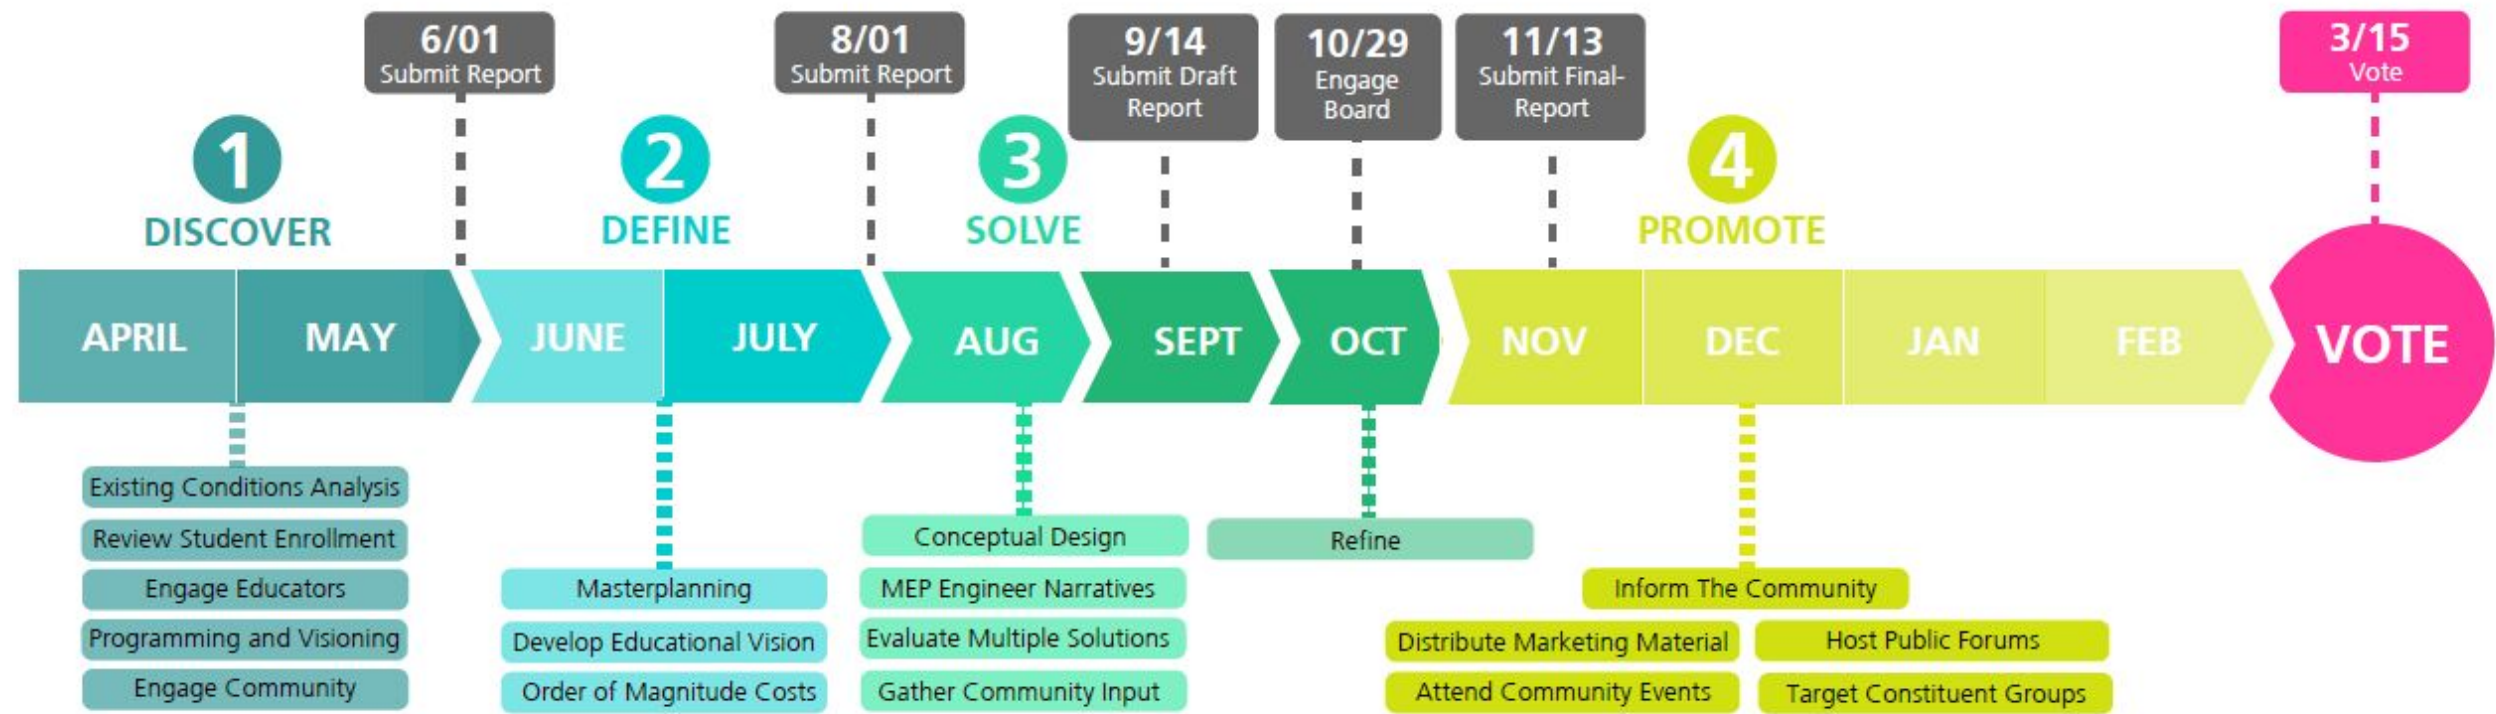 6/01
Submit Report
8/01
Submit Report
9/14
Submit Draft
Report
10/29
Engage
Board
11/13
Submit Final-
Report
3/15
Vote
1
DISCOVER
2
DEFINE
3
SOLVE
4
PROMOTE
APRIL
MAY
JUNE
JULY
AUG
SEPT
OCT
NOV
DEC
JAN
FEB
VOTE
Existing Conditions Analysis
Review Student Enrollment
Engage Educators
Programming and Visioning
Engage Community
Masterplanning
Develop Educational Vision
Order of Magnitude Costs
Conceptual Design
MEP Engineer Narratives
Evaluate Multiple Solutions
Gather Community Input
Refine
Inform The Community
Distribute Marketing Material
Host Public Forums
Attend Community Events
Target Constituent Groups